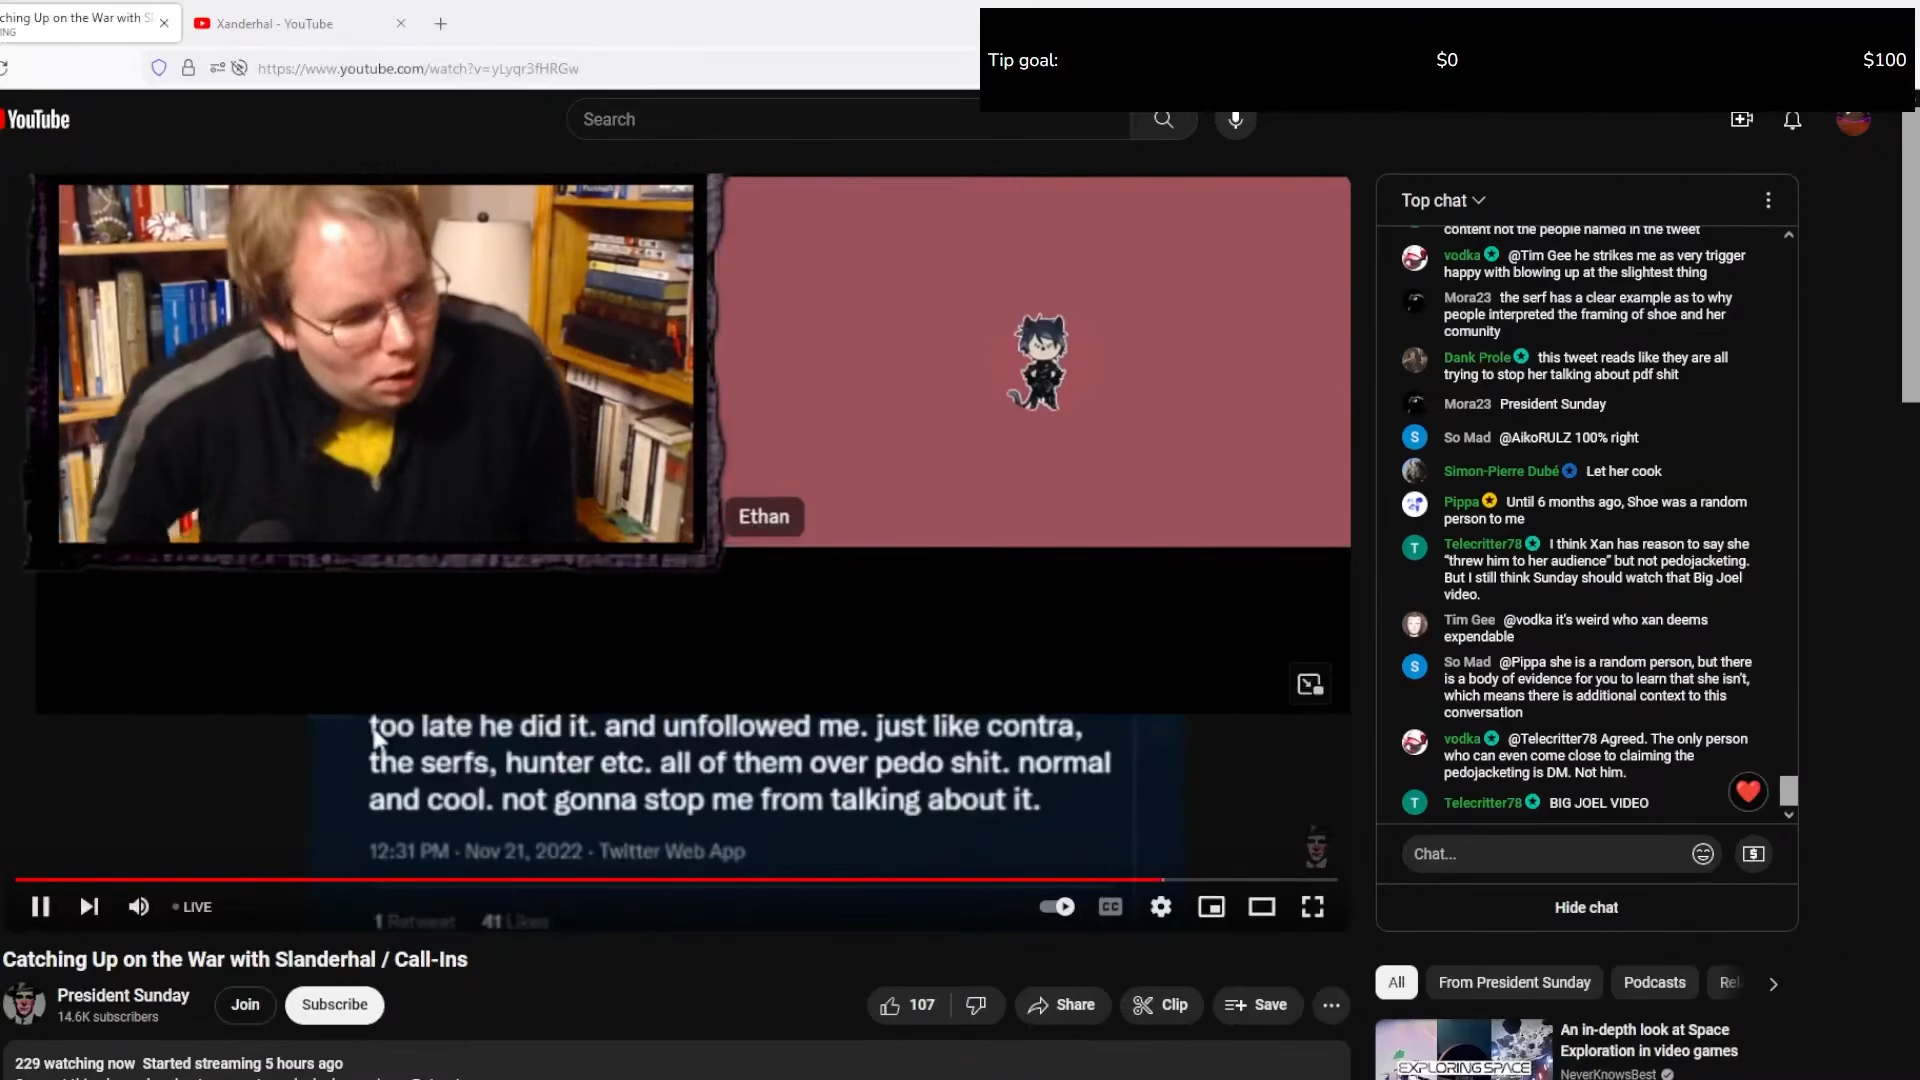 ching Up on the War with S
ING
Xanderhal - YouTube
https://www.youtube.com/watch?v=yLyqr3fHRGw
Tip goal:
$0
$100
YouTube
Search
Ethan
too late he did it. and unfollowed me. just like contra,
the serfs, hunter etc. all of them over pedo shit. normal
and cool. not gonna stop me from talking about it.
12:31 PM · Nov 21, 2022 · Twitter Web App
1 Retweet 41 Likes
LIVE
CC
Top chat
content not the people named in the tweet
vodka @Tim Gee he strikes me as very trigger
happy with blowing up at the slightest thing
Mora23 the serf has a clear example as to why
people interpreted the framing of shoe and her
comunity
Dank Prole this tweet reads like they are all
trying to stop her talking about pdf shit
Mora23 President Sunday
S
So Mad @AikoRULZ 100% right
Simon-Pierre Dubé Let her cook
Pippa Until 6 months ago, Shoe was a random
person to me
T
Telecritter78 I think Xan has reason to say she
“threw him to her audience” but not pedojacketing.
But I still think Sunday should watch that Big Joel
video.
Tim Gee @vodka it's weird who xan deems
expendable
S
So Mad @Pippa she is a random person, but there
is a body of evidence for you to learn that she isn't,
which means there is additional context to this
conversation
vodka @Telecritter78 Agreed. The only person
who can even come close to claiming the
pedojacketing is DM. Not him.
T
Telecritter78 BIG JOEL VIDEO
Chat...
Hide chat
Catching Up on the War with Slanderhal / Call-Ins
President Sunday
14.6K subscribers
Join
Subscribe
107
Share
Clip
Save
229 watching now Started streaming 5 hours ago
All
From President Sunday
Podcasts
Rel
An in-depth look at Space
Exploration in video games
NeverKnowsBest
EXPLORING SPACE